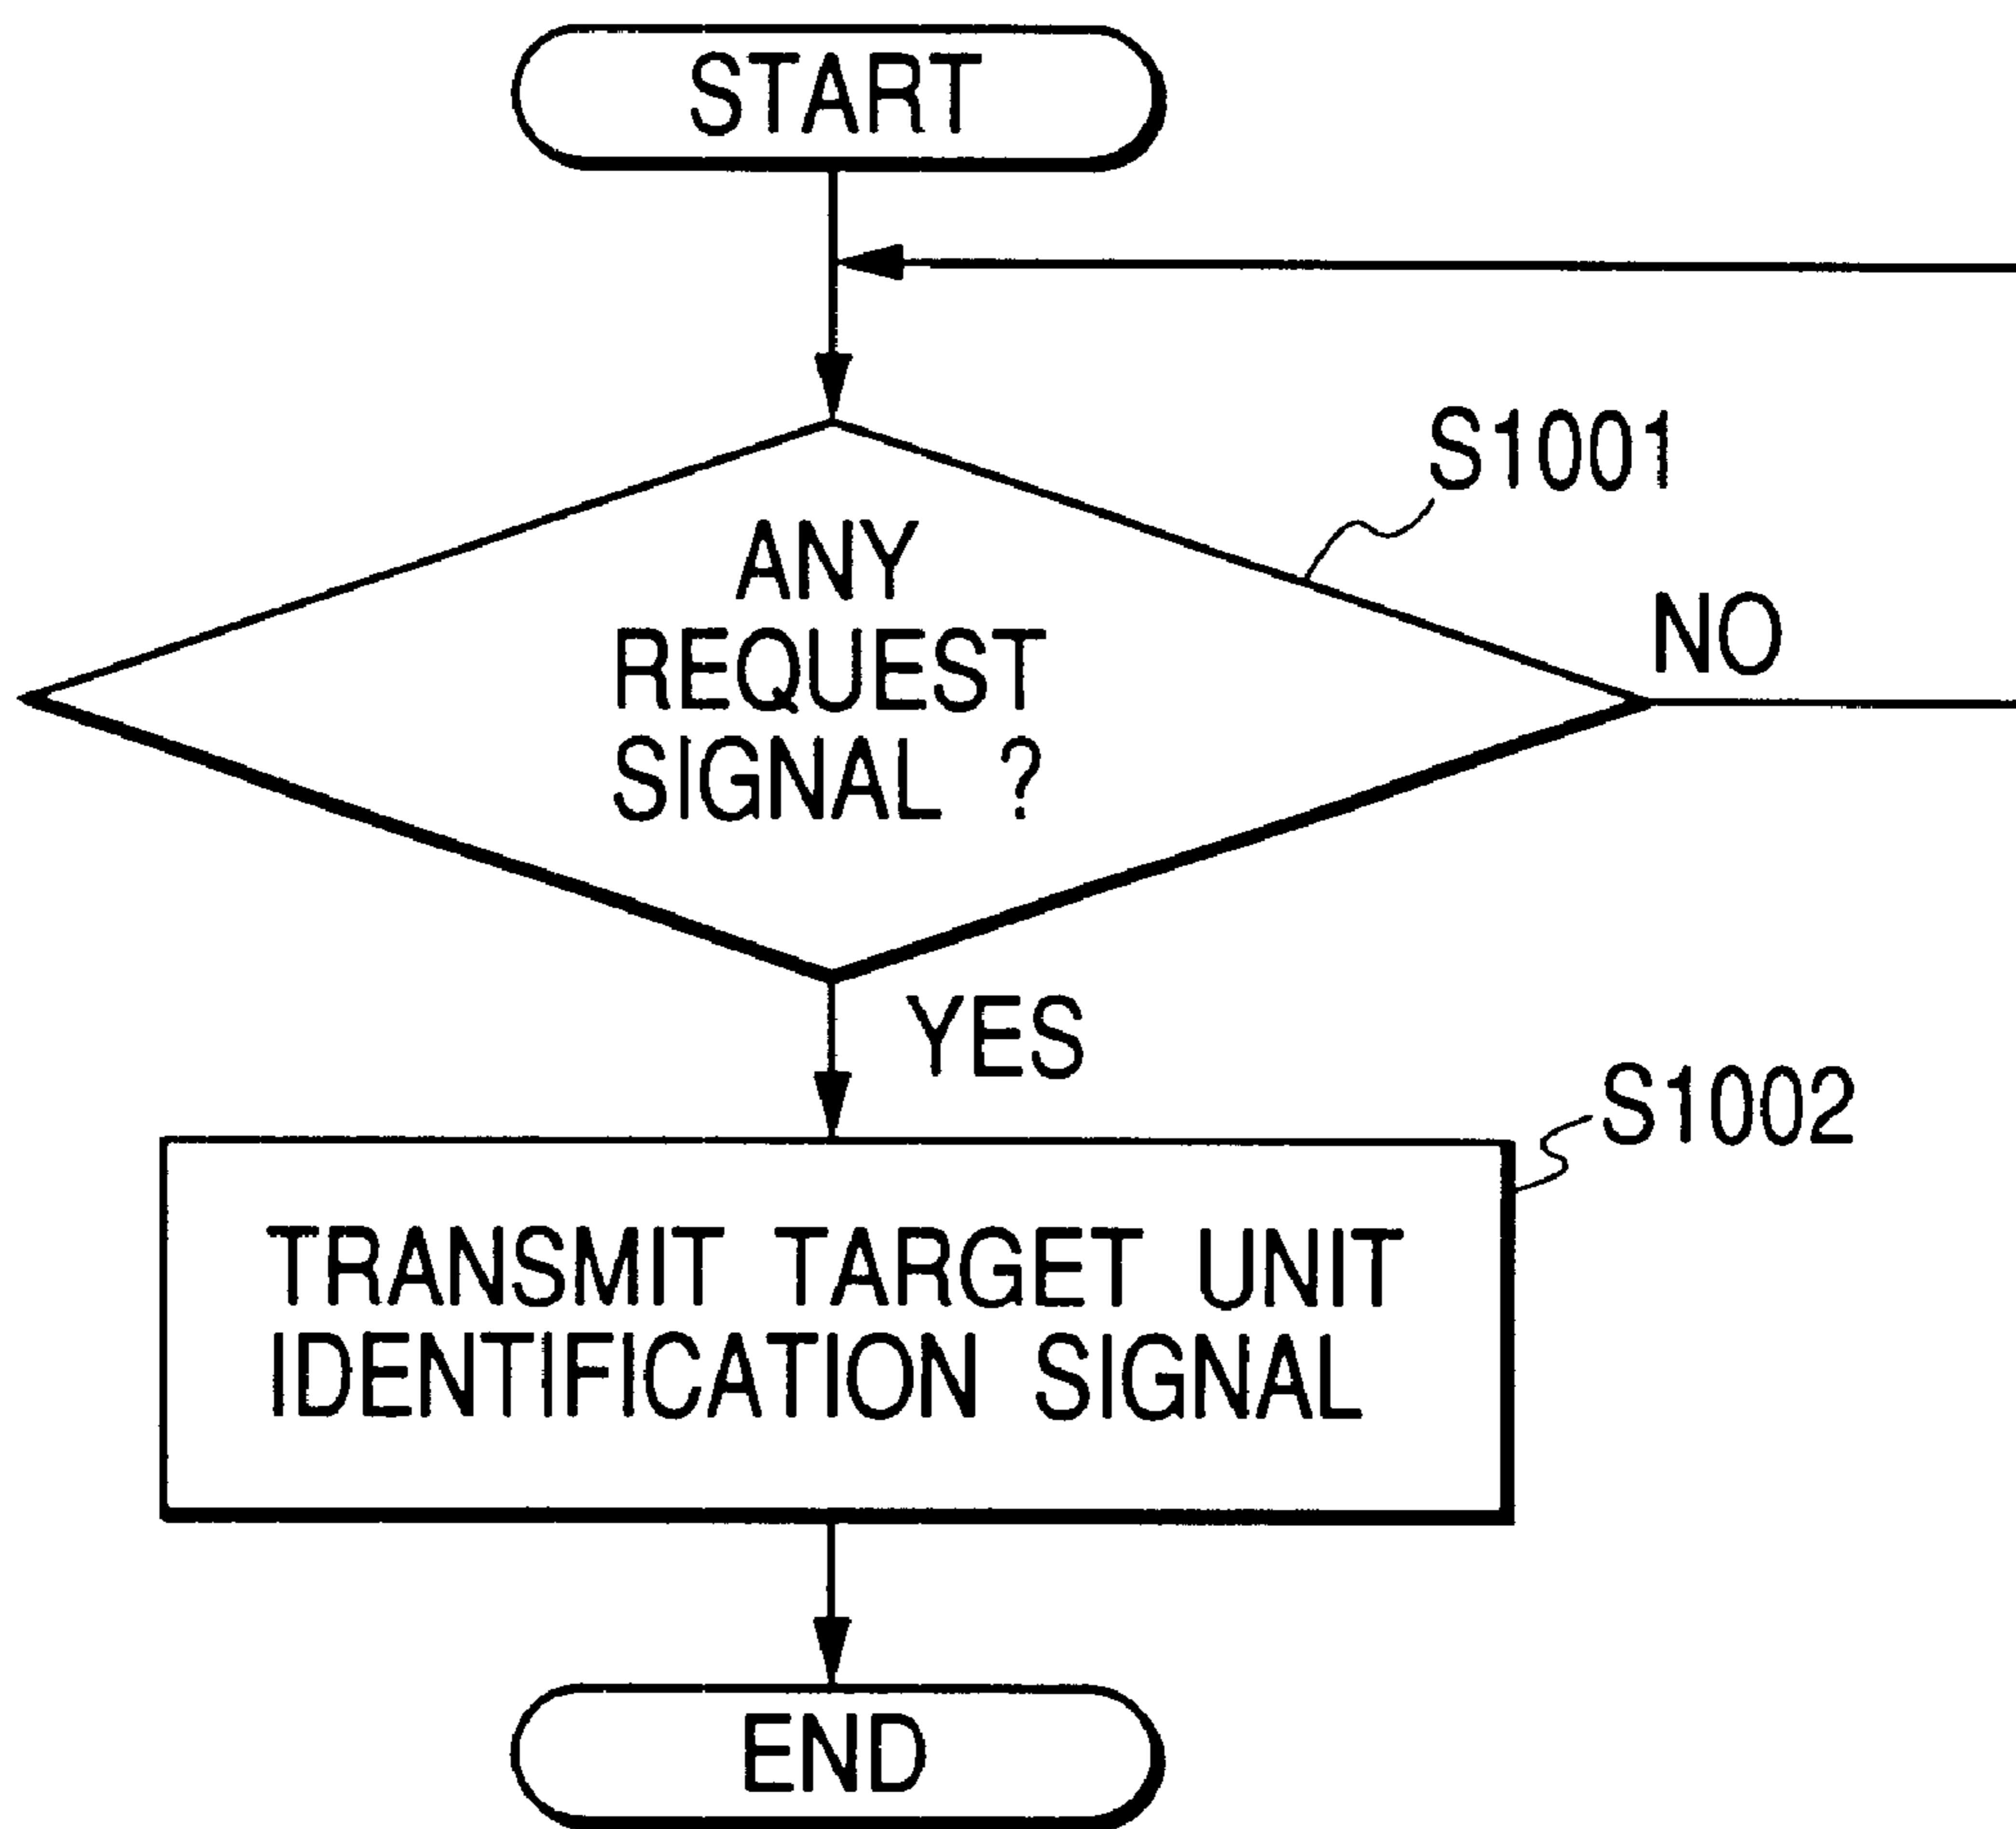 START
S1001
ANY
REQUEST
SIGNAL ?
NO
YES
S1002
TRANSMIT TARGET UNIT
IDENTIFICATION SIGNAL
END